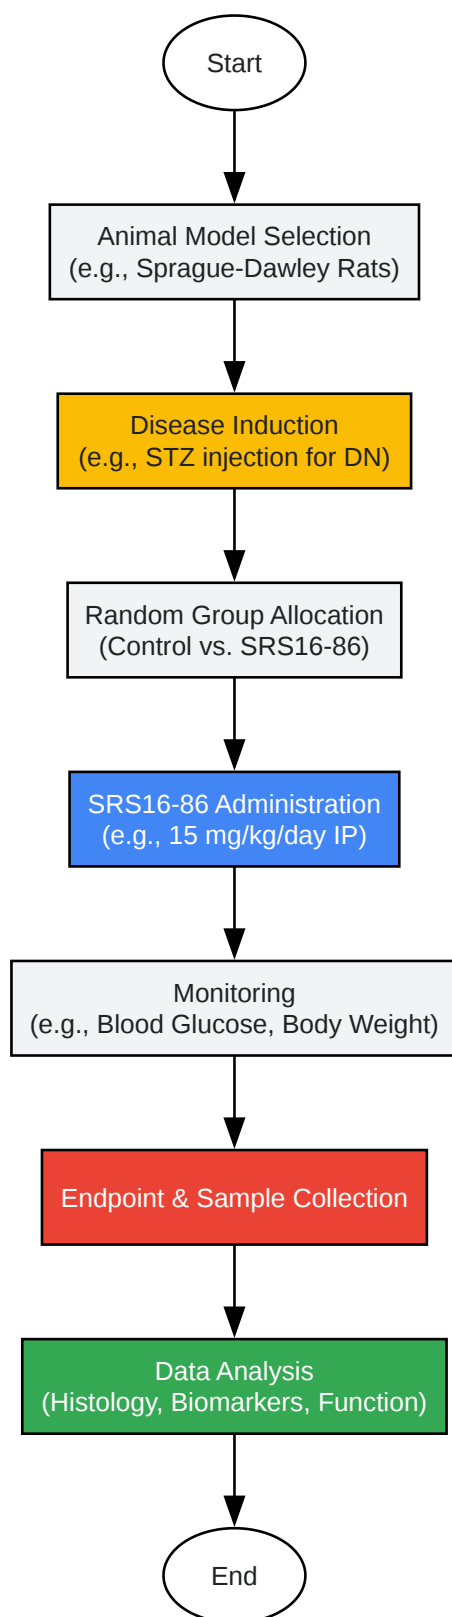 Start
Animal Model Selection
(e.g., Sprague-Dawley Rats)
Disease Induction
(e.g., STZ injection for DN)
Random Group Allocation
(Control vs. SRS16-86)
SRS16-86 Administration
(e.g., 15 mg/kg/day IP)
Monitoring
(e.g., Blood Glucose, Body Weight)
Endpoint & Sample Collection
Data Analysis
(Histology, Biomarkers, Function)
End